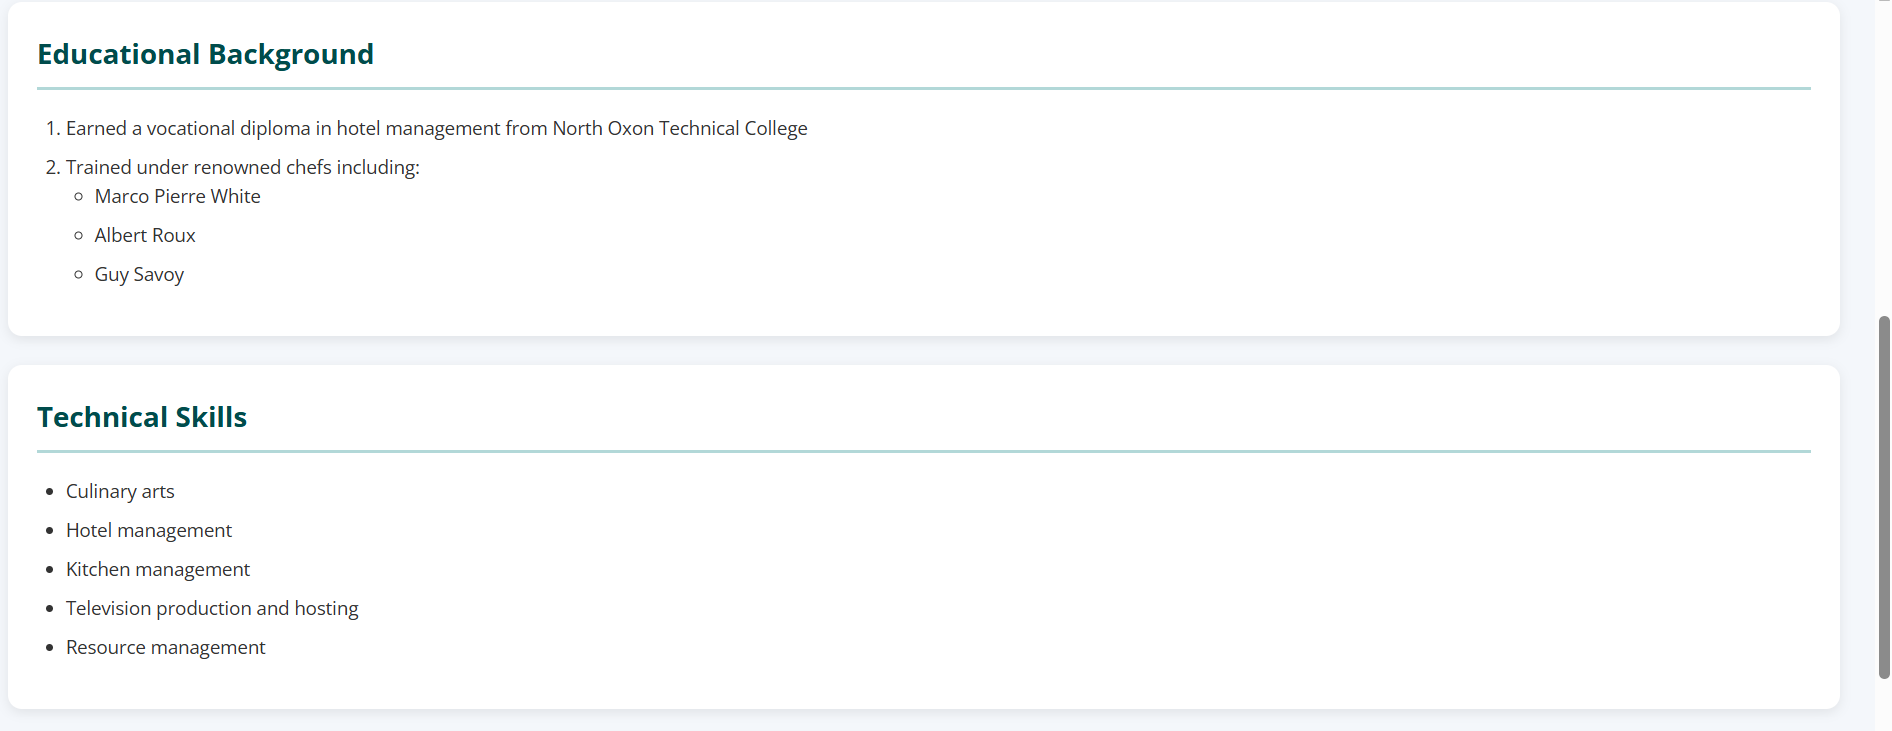 Educational Background
1. Earned a vocational diploma in hotel management from North Oxon Technical College
2. Trained under renowned chefs including:
Marco Pierre White
Albert Roux
Guy Savoy
Technical Skills
Culinary arts
Hotel management
Kitchen management
Television production and hosting
Resource management